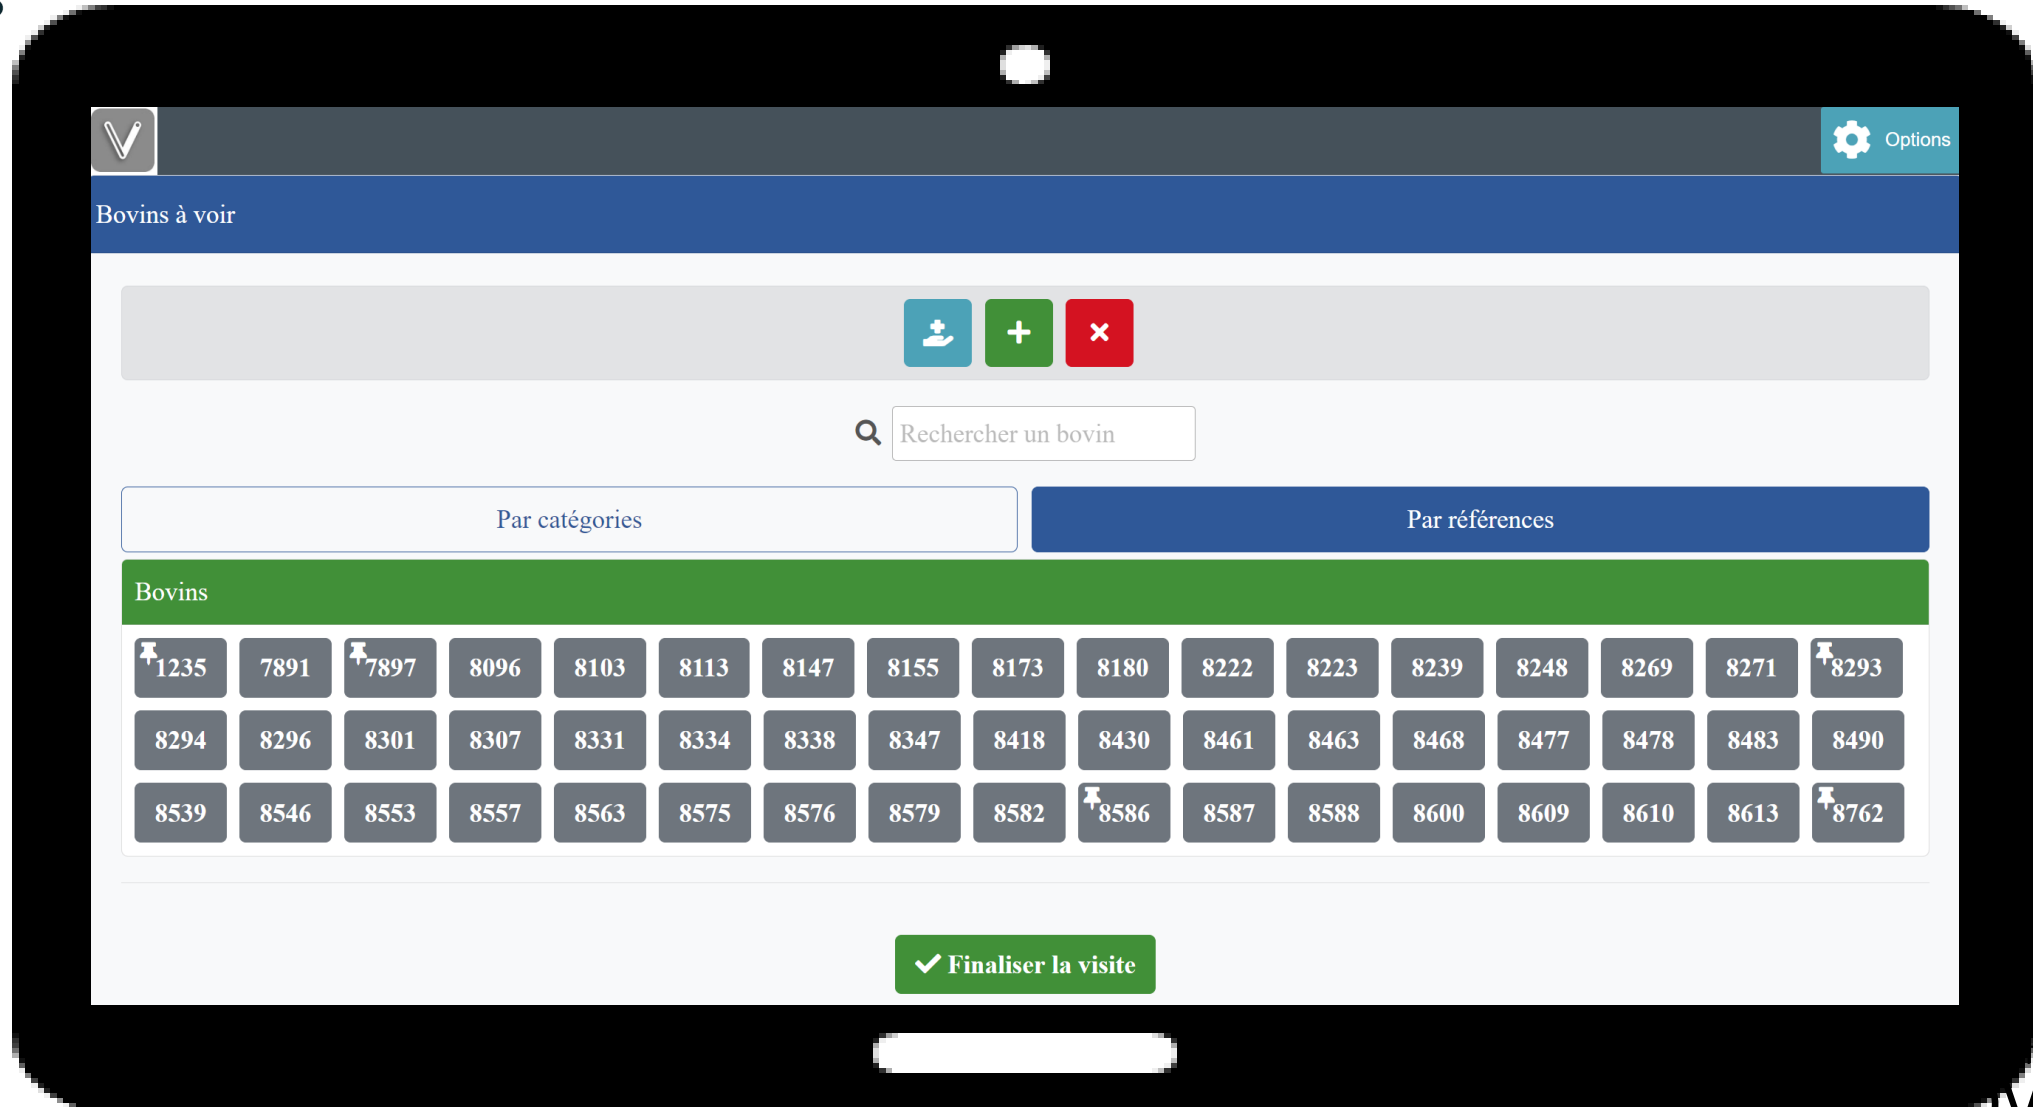 Options
Bovins à voir
Rechercher un bovin
Par catégories
Par références
Bovins
1235 7891 7897 8096 8103 8113 8147 8155 8173 8180 8222 8223 8239 8248 8269 8271 8293
8294 8296 8301 8307 8331 8334 8338 8347 8418 8430 8461 8463 8468 8477 8478 8483 8490
8539 8546 8553 8557 8563 8575 8576 8579 8582 8586 8587 8588 8600 8609 8610 8613 8762
Finaliser la visite